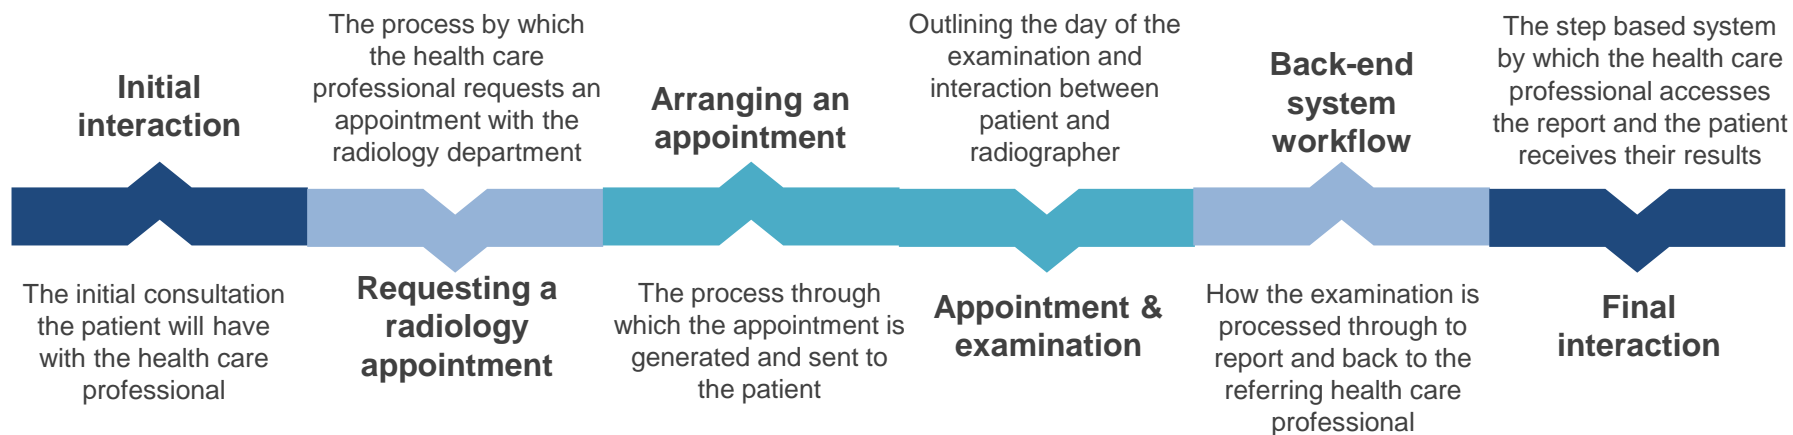 Initial
interaction
The initial consultation
the patient will have
with the health care
professional
The process by which
the health care
professional requests an
appointment with the
radiology department
Requesting a
radiology
appointment
Arranging an
appointment
The process through
which the appointment is
generated and sent to
the patient
Outlining the day of the
examination and
interaction between
patient and
radiographer
Appointment &
examination
Back-end
system
workflow
How the examination is
processed through to
report and back to the
referring health care
professional
The step based system
by which the health care
professional accesses
the report and the patient
receives their results
Final
interaction